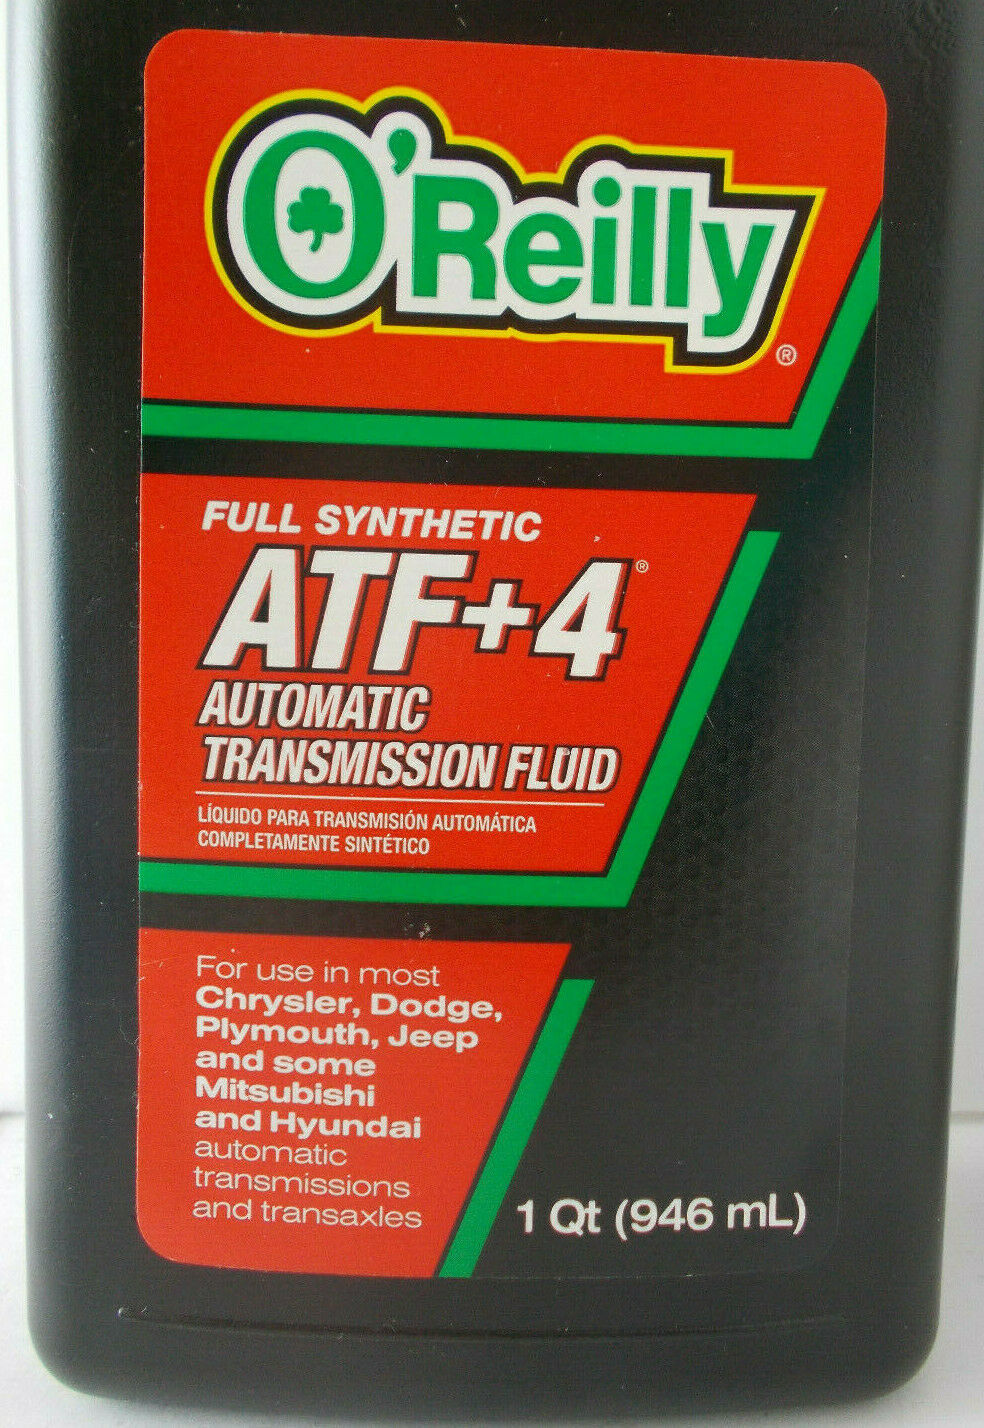 O'Reilly®
FULL SYNTHETIC
ATF+4®
AUTOMATIC
TRANSMISSION FLUID
LÍQUIDO PARA TRANSMISIÓN AUTOMÁTICA
COMPLETAMENTE SINTÉTICO
For use in most
Chrysler, Dodge,
Plymouth, Jeep
and some
Mitsubishi
and Hyundai
automatic
transmissions
and transaxles
1 Qt (946 mL)